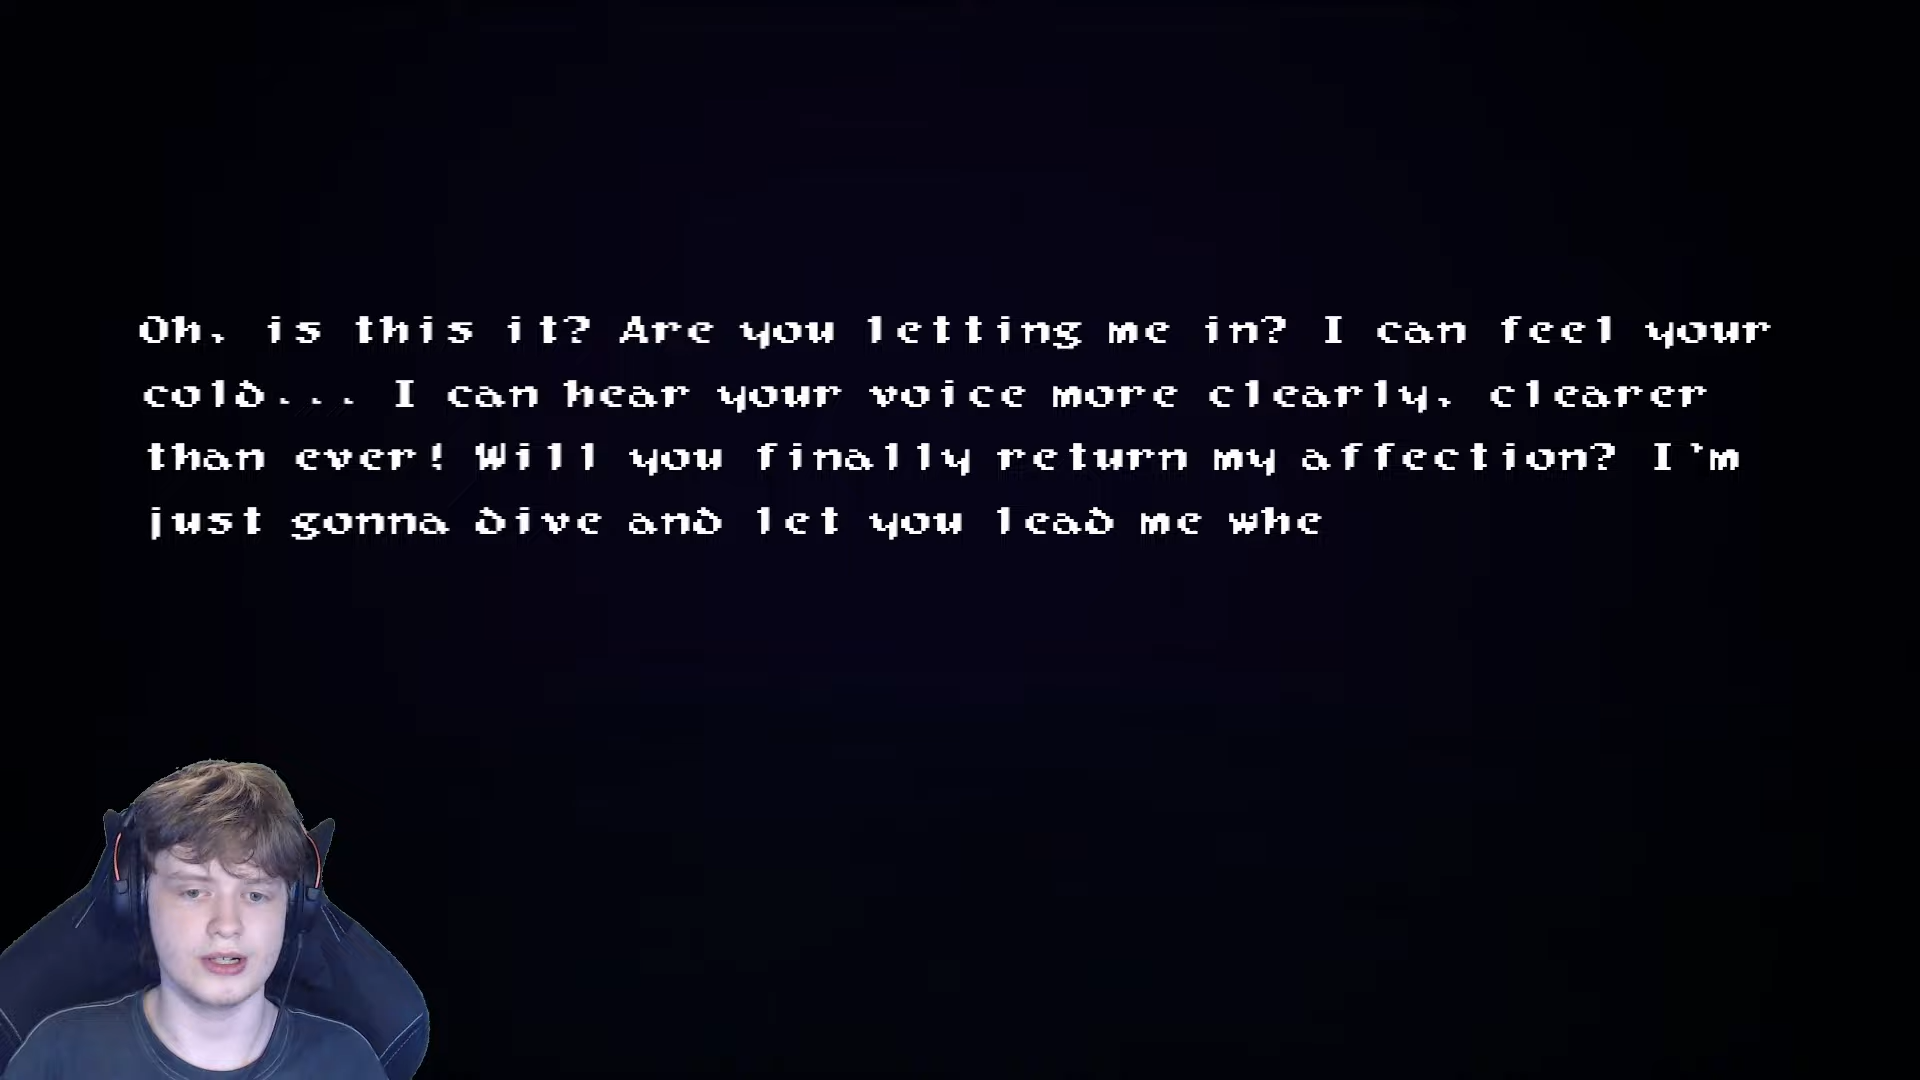 Oh, is this it? Are you letting me in? I can feel your
cold... I can hear your voice more clearly, clearer
than ever! Will you finally return my affection? I'm
just gonna dive and let you lead me whe